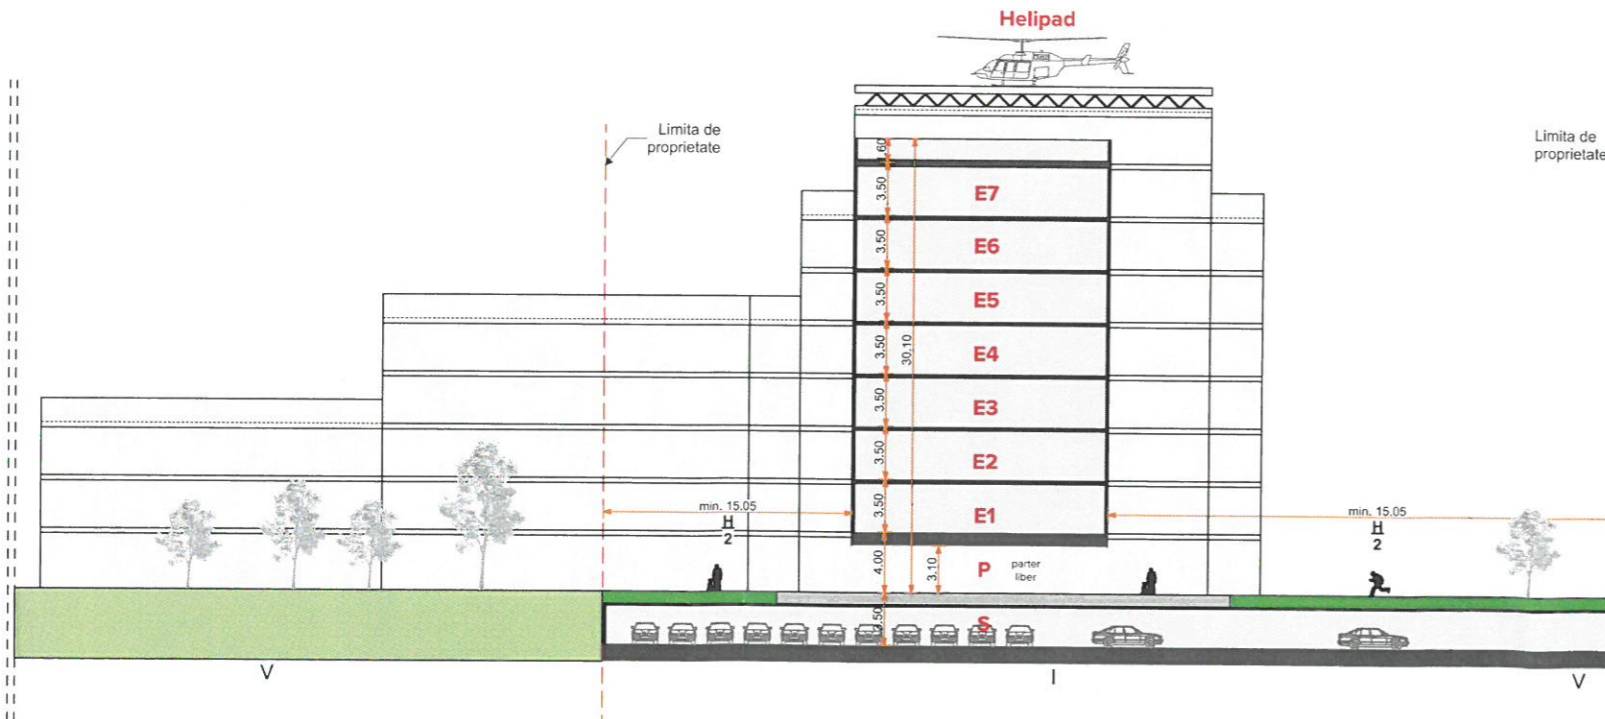 Helipad
Limita de
proprietate
Limita de
proprietate
1.60
3.50
E7
3.50
E6
3.50
E5
3.50
30,10
E4
3.50
E3
3.50
E2
min. 15.05
H
2
3.50
E1
min. 15.05
H
2
4.00
3.10
P
parter
liber
3.50
S
V
I
V